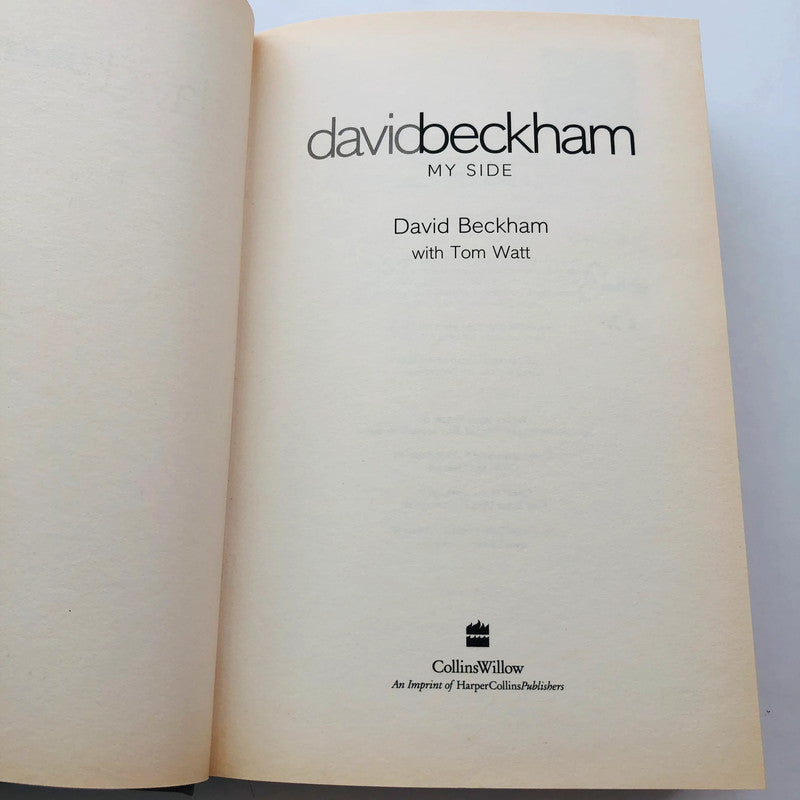 davidbeckham
MY SIDE
David Beckham
with Tom Watt
CollinsWillow
An Imprint of HarperCollinsPublishers